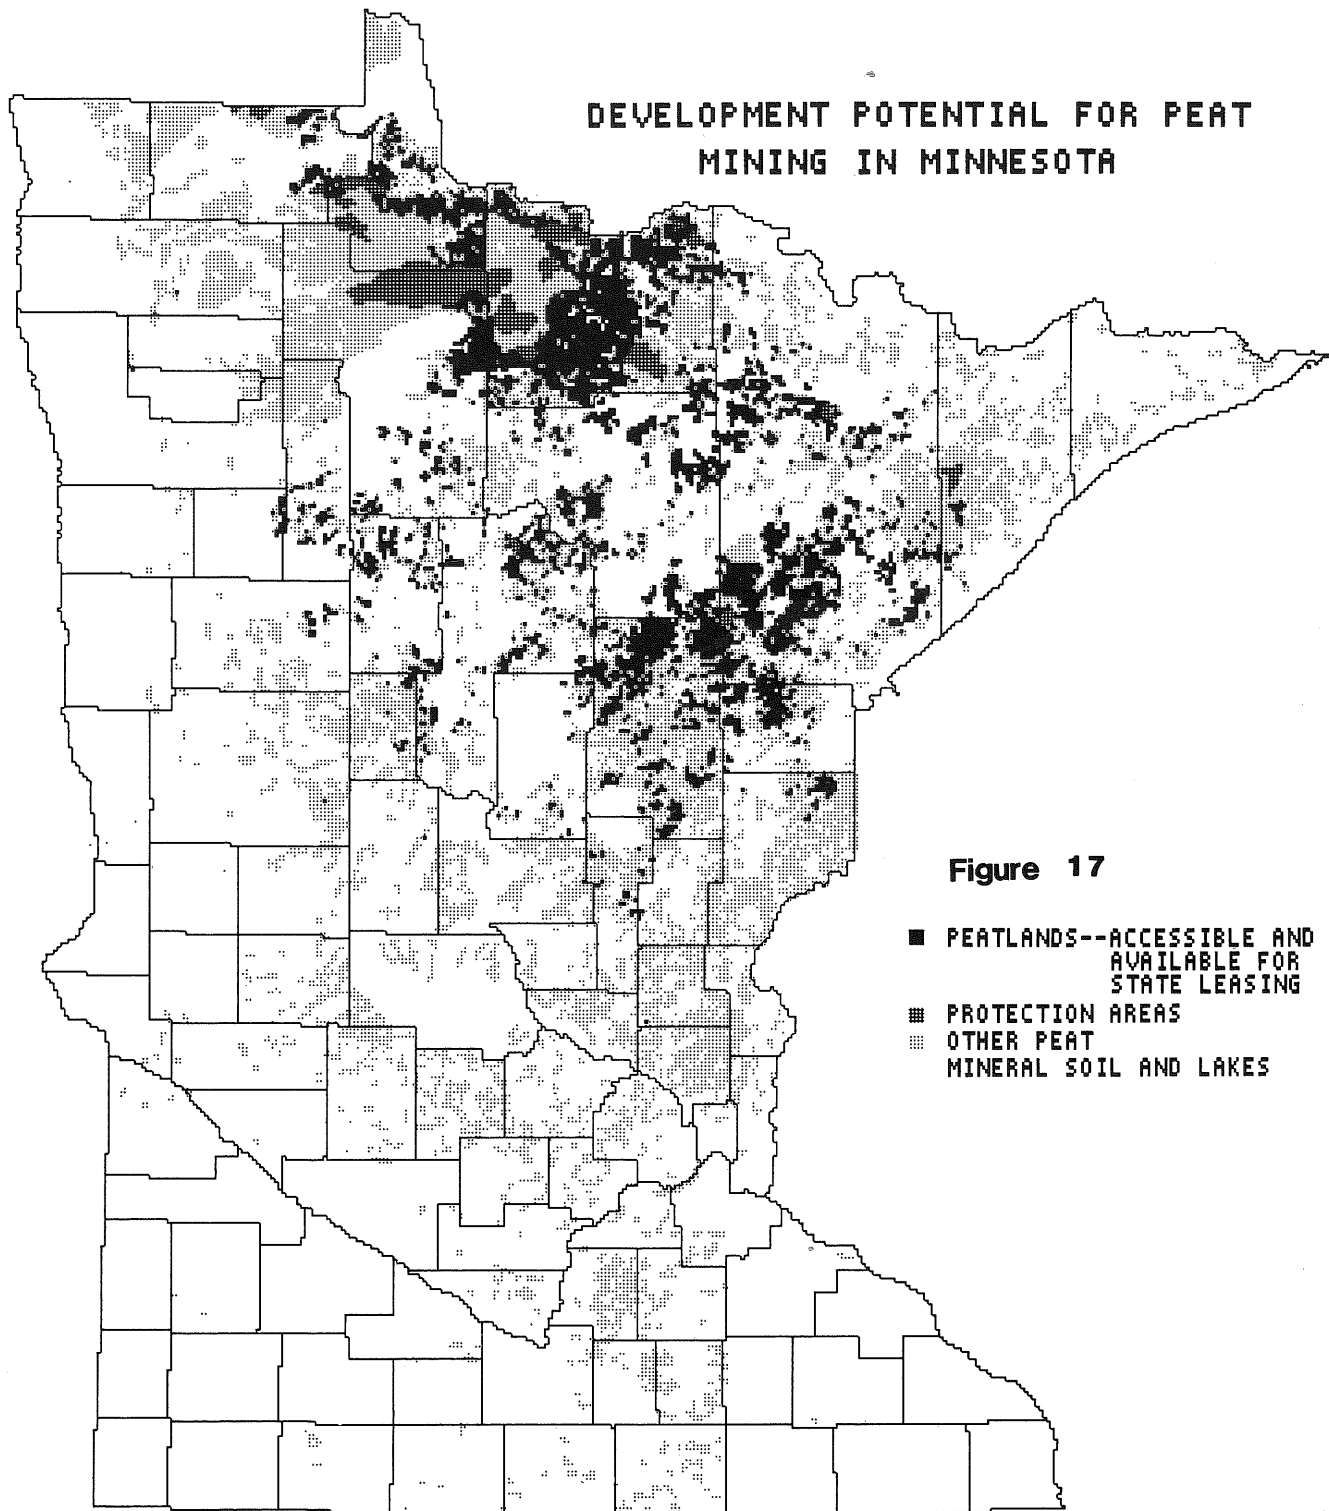 DEVELOPMENT POTENTIAL FOR PEAT
MINING IN MINNESOTA
Figure 17
PEATLANDS--ACCESSIBLE AND
AVAILABLE FOR
STATE LEASING
PROTECTION AREAS
OTHER PEAT
MINERAL SOIL AND LAKES